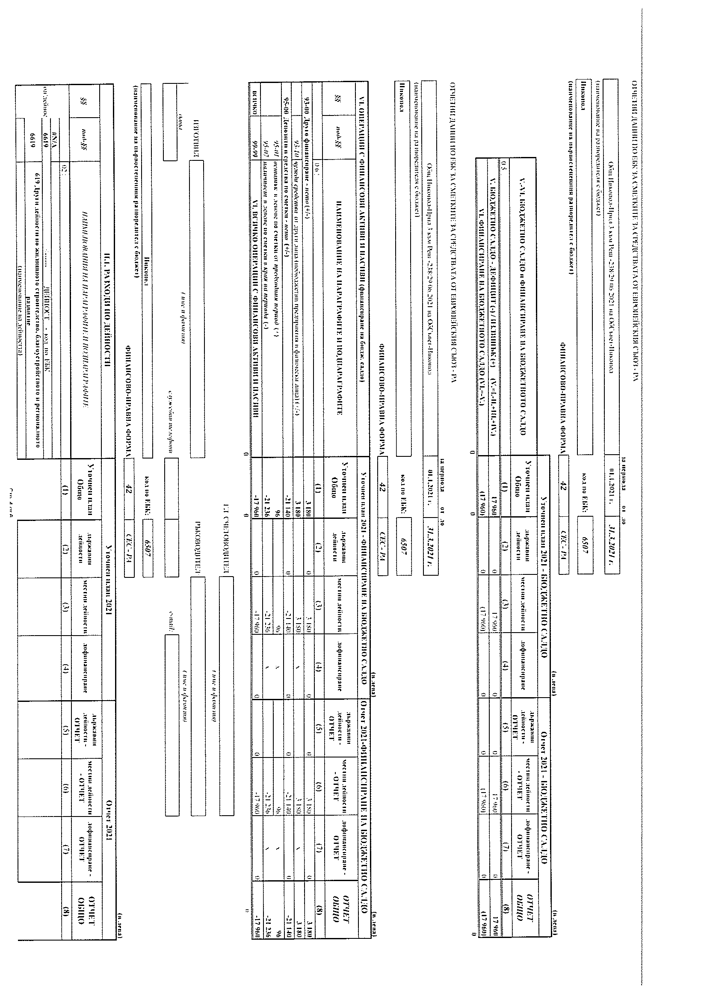 ОТЧЕТНИ ДАННИ ПО ЕБК ЗА СМЕТКИТЕ ЗА СРЕДСТВАТА ОТ ЕВРОПЕЙСКИЯ СЪЮЗ - РА
за периода от до
Общ Никопол-Прил 3 към Реш -238/29 06 2021 на ОбСъвет-Никопол 01.1.2021 г. 31.3.2021 г.
(наименование на разпоредителя с бюджет)
Никопол код по ЕБК: 6507
(наименование на първостепенния разпоредител с бюджет)
ФИНАНСОВО-ПРАВНА ФОРМА 42 СЕС - РА
(в лева) (в лева)
Уточнен план 2021 - БЮДЖЕТНО САЛДО Отчет 2021 - БЮДЖЕТНО САЛДО
V.-VI. БЮДЖЕТНО САЛДО и ФИНАНСИРАНЕ НА БЮДЖЕТНОТО САЛДО Уточнен план Общо държавни дейности местни дейности дофинансиране държавни дейности - ОТЧЕТ местни дейности - ОТЧЕТ дофинансиране - ОТЧЕТ ОТЧЕТ ОБЩО
0 5 (1) (2) (3) (4) (5) (6) (7) (8)
V. БЮДЖЕТНО САЛДО - ДЕФИЦИТ (-) / ИЗЛИШЪК (+) (V.=I.-II.+III.+IV.) 17 960 0 17 960 0 0 17 960 0 17 960
VI. ФИНАНСИРАНЕ НА БЮДЖЕТНОТО САЛДО (VI.=-V.) (17 960) 0 (17 960) 0 0 (17 960) 0 (17 960)
0 0 0
ОТЧЕТНИ ДАННИ ПО ЕБК ЗА СМЕТКИТЕ ЗА СРЕДСТВАТА ОТ ЕВРОПЕЙСКИЯ СЪЮЗ - РА
за периода от до
Общ Никопол-Прил 3 към Реш -238/29 06.2021 на ОбСъвет-Никопол 01.1.2021 г. 31.3.2021 г.
(наименование на разпоредителя с бюджет)
Никопол код по ЕБК: 6507
ФИНАНСОВО-ПРАВНА ФОРМА 42 СЕС - РА
(в лева) (в лева)
VI. ОПЕРАЦИИ С ФИНАНСОВИ АКТИВИ И ПАСИВИ (финансиране на бюдж. салдо) Уточнен план 2021 - ФИНАНСИРАНЕ НА БЮДЖЕТНО САЛДО Отчет 2021-ФИНАНСИРАНЕ НА БЮДЖЕТНО САЛДО
§§ под-§§ НАИМЕНОВАНИЕ НА ПАРАГРАФИТЕ И ПОДПАРАГРАФИТЕ Уточнен план Общо държавни дейности местни дейности дофинансиране държавни дейности - ОТЧЕТ местни дейности - ОТЧЕТ дофинансиране - ОТЧЕТ ОТЧЕТ ОБЩО
0 6 (1) (2) (3) (4) (5) (6) (7) (8)
93-00 Друго финансиране - нето (+/-) 3 180 0 3 180 0 0 3 180 0 3 180
93-10 чужди средства от други лица (небюджетни предприятия и физически лица) (+/-) 3 180 3 180 x 3 180 x 3 180
95-00 Депозити и средства по сметки - нето (+/-) -21 140 0 -21 140 0 0 -21 140 0 -21 140
95-01 остатък в левове по сметки от предходния период (+) 96 96 x 96 x 96
95-07 наличност в левове по сметки в края на периода (-) -21 236 -21 236 x -21 236 x -21 236
всичко 99-99 VI. ВСИЧКО ОПЕРАЦИИ С ФИНАНСОВИ АКТИВИ И ПАСИВИ -17 960 0 -17 960 0 0 -17 960 0 -17 960
0 0 0
ГЛ. СЧЕТОВОДИТЕЛ
(име и фамилия)
ИЗГОТВИЛ РЪКОВОДИТЕЛ
(име и фамилия) (име и фамилия)
дата служебни телефони e-mail:
Никопол код по ЕБК: 6507
(наименование на първостепенния разпоредител с бюджет)
ФИНАНСОВО-ПРАВНА ФОРМА 42 СЕС - РА
(в лева)
II.1. РАЗХОДИ ПО ДЕЙНОСТИ Уточнен план 2021 Отчет 2021
§§ под-§§ НАИМЕНОВАНИЯ НА ПАРАГРАФИ И ПОДПАРАГРАФИ Уточнен план Общо държавни дейности местни дейности дофинансиране държавни дейности - ОТЧЕТ местни дейности - ОТЧЕТ дофинансиране - ОТЧЕТ ОТЧЕТ ОБЩО
02 (1) (2) (3) (4) (5) (6) (7) (8)
#N/A
6619 ДЕЙНОСТ - код по ЕБК
6619 619 Други дейности по жилищното строителство, благоустройството и регионалното
развитие
(наименование на дейността)